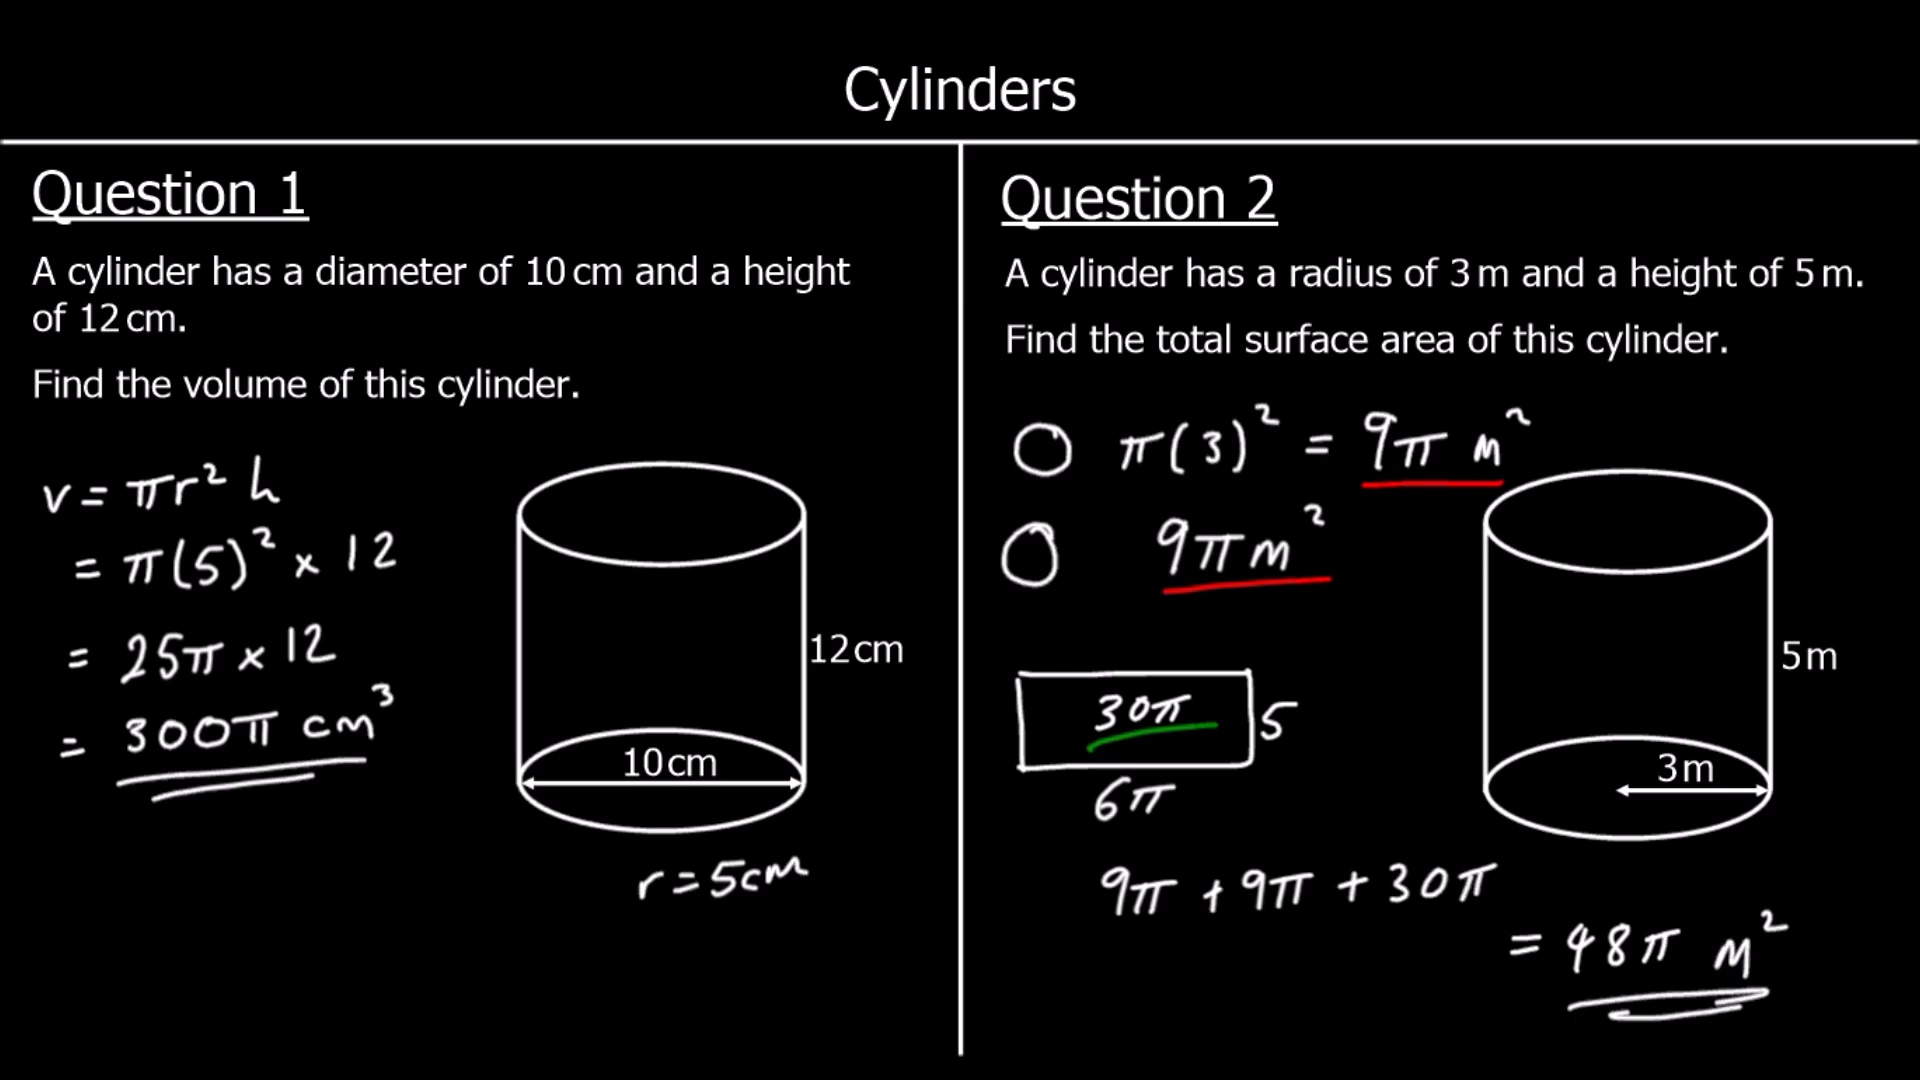 Cylinders
Question 1
A cylinder has a diameter of 10 cm and a height
of 12 cm.
Find the volume of this cylinder.
v = πr² h
= π(5)² × 12
= 25π × 12
= 300π cm³
12 cm
10 cm
r = 5cm
Question 2
A cylinder has a radius of 3 m and a height of 5 m.
Find the total surface area of this cylinder.
π(3)² = 9π m²
9π m²
30π
5
6π
5 m
3 m
9π + 9π + 30π
= 48π m²